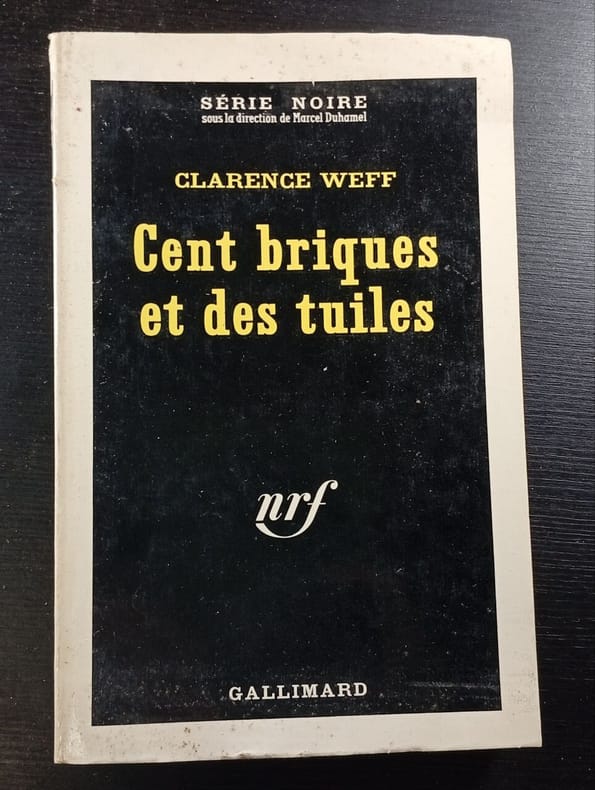 SÉRIE NOIRE
sous la direction de Marcel Duhamel
CLARENCE WEFF
Cent briques
et des tuiles
nrf
GALLIMARD